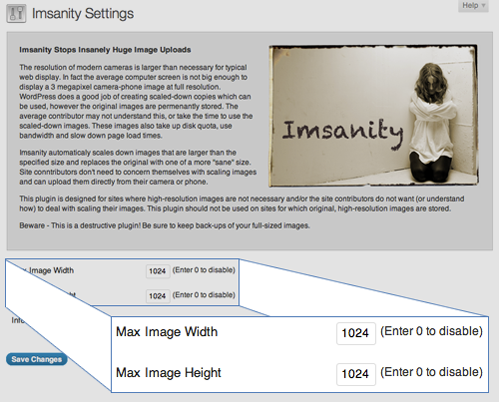 Imsanity Settings
Help
Imsanity Stops Insanely Huge Image Uploads
The resolution of modern cameras is larger than necessary for typical
web display. In fact the average computer screen is not big enough to
display a 3 megapixel camera-phone image at full resolution.
WordPress does a good job of creating scaled-down copies which can
be used, however the original images are permenantly stored. The
average contributor may not understand this, or take the time to use the
scaled-down images. These images also take up disk quota, use
bandwidth and slow down page load times.
Imsanity automaticaly scales down images that are larger than the
specified size and replaces the original with one of a more "sane" size.
Site conntributors don't need to concern themselves with scaling images
and can upload them directly from their camera or phone.
Imsanity
This plugin is designed for sites where high-resolution images are not necessary and/or the site contributors do not want (or understand
how) to deal with scaling their images. This plugin should not be used on sites for which original, high-resolution images are stored.
Beware - This is a destructive plugin! Be sure to keep back-ups of your full-sized images.
Image Width 1024 (Enter 0 to disable)
1024 (Enter 0 to disable)
Max Image Width 1024 (Enter 0 to disable)
Max Image Height 1024 (Enter 0 to disable)
Save Changes